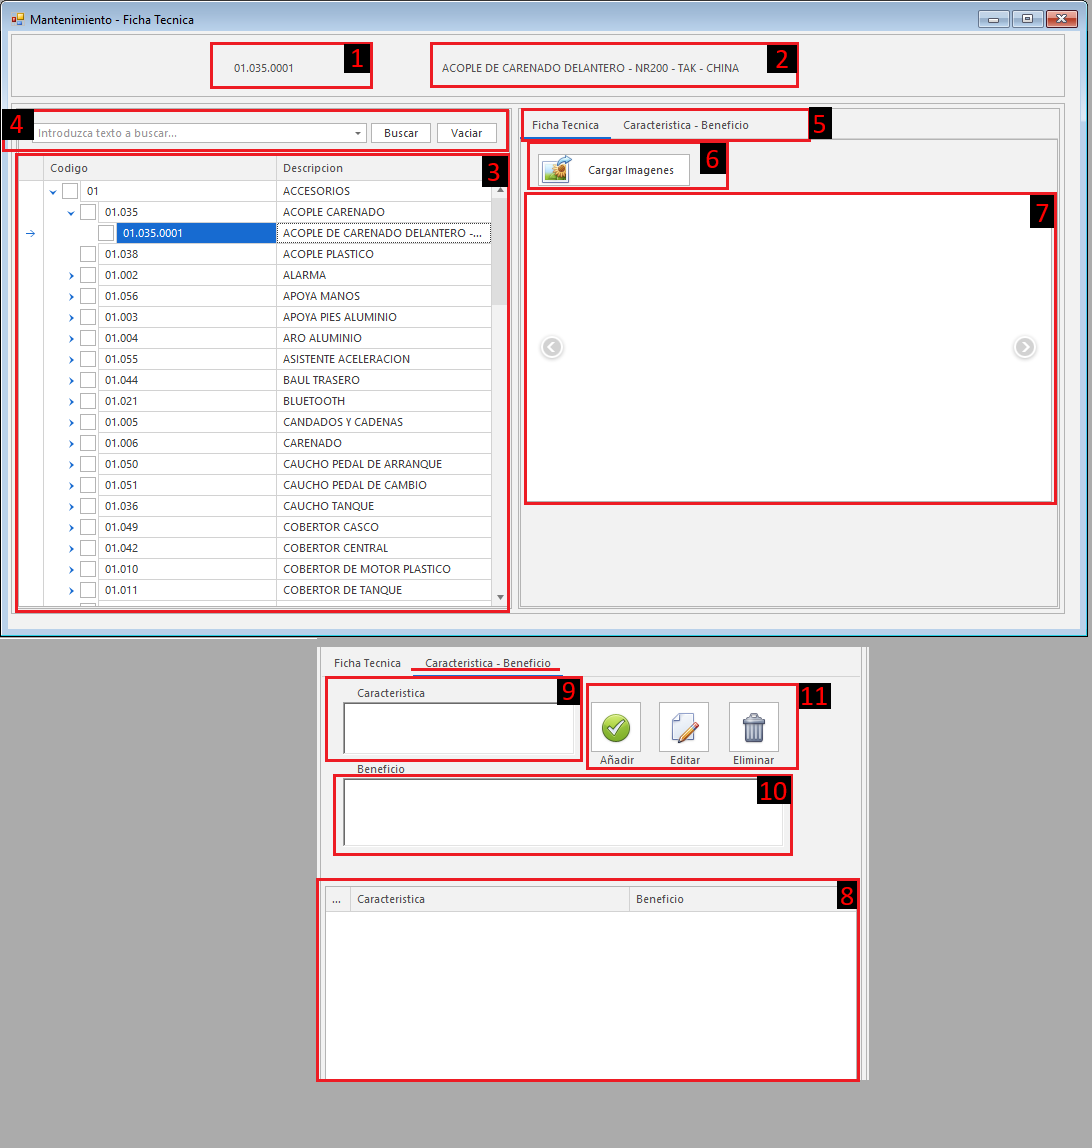 Mantenimiento - Ficha Tecnica
01.035.0001 1
ACOPLE DE CARENADO DELANTERO - NR200 - TAK - CHINA 2
4 Introduzca texto a buscar... Buscar Vaciar
Ficha Tecnica Caracteristica - Beneficio 5
Codigo Descripcion 3
Cargar Imagenes 6
7
01 ACCESORIOS
01.035 ACOPLE CARENADO
01.035.0001 ACOPLE DE CARENADO DELANTERO -...
01.038 ACOPLE PLASTICO
01.002 ALARMA
01.056 APOYA MANOS
01.003 APOYA PIES ALUMINIO
01.004 ARO ALUMINIO
01.055 ASISTENTE ACELERACION
01.044 BAUL TRASERO
01.021 BLUETOOTH
01.005 CANDADOS Y CADENAS
01.006 CARENADO
01.050 CAUCHO PEDAL DE ARRANQUE
01.051 CAUCHO PEDAL DE CAMBIO
01.036 CAUCHO TANQUE
01.049 COBERTOR CASCO
01.042 COBERTOR CENTRAL
01.010 COBERTOR DE MOTOR PLASTICO
01.011 COBERTOR DE TANQUE
Ficha Tecnica Caracteristica - Beneficio
Caracteristica 9
11
Añadir Editar Eliminar
Beneficio
10
... Caracteristica Beneficio 8